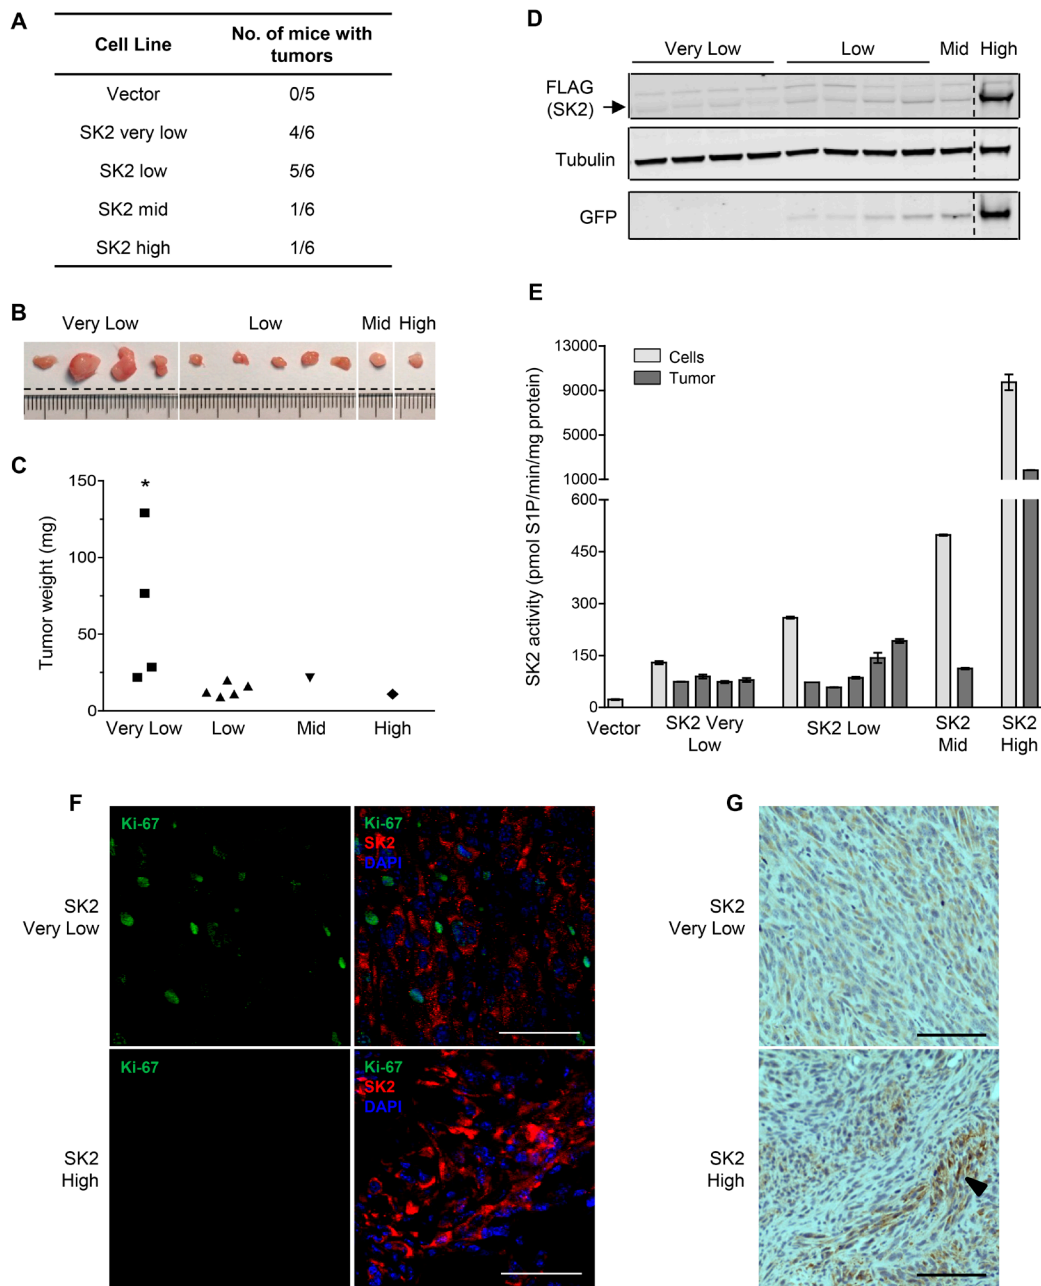 A
Cell Line
No. of mice with
tumors
Vector 0/5
SK2 very low 4/6
SK2 low 5/6
SK2 mid 1/6
SK2 high 1/6
B
Very Low Low Mid High
C
Tumor weight (mg)
150
100
50
0
*
Very Low Low Mid High
D
Very Low Low Mid High
FLAG
(SK2)
Tubulin
GFP
E
SK2 activity (pmol S1P/min/mg protein)
13000
9000
5000
1000
600
450
300
150
0
Cells
Tumor
Vector
SK2 Very
Low
SK2 Low
SK2
Mid
SK2
High
F
SK2
Very Low
Ki-67
Ki-67
SK2
DAPI
SK2
High
Ki-67
Ki-67
SK2
DAPI
G
SK2
Very Low
SK2
High